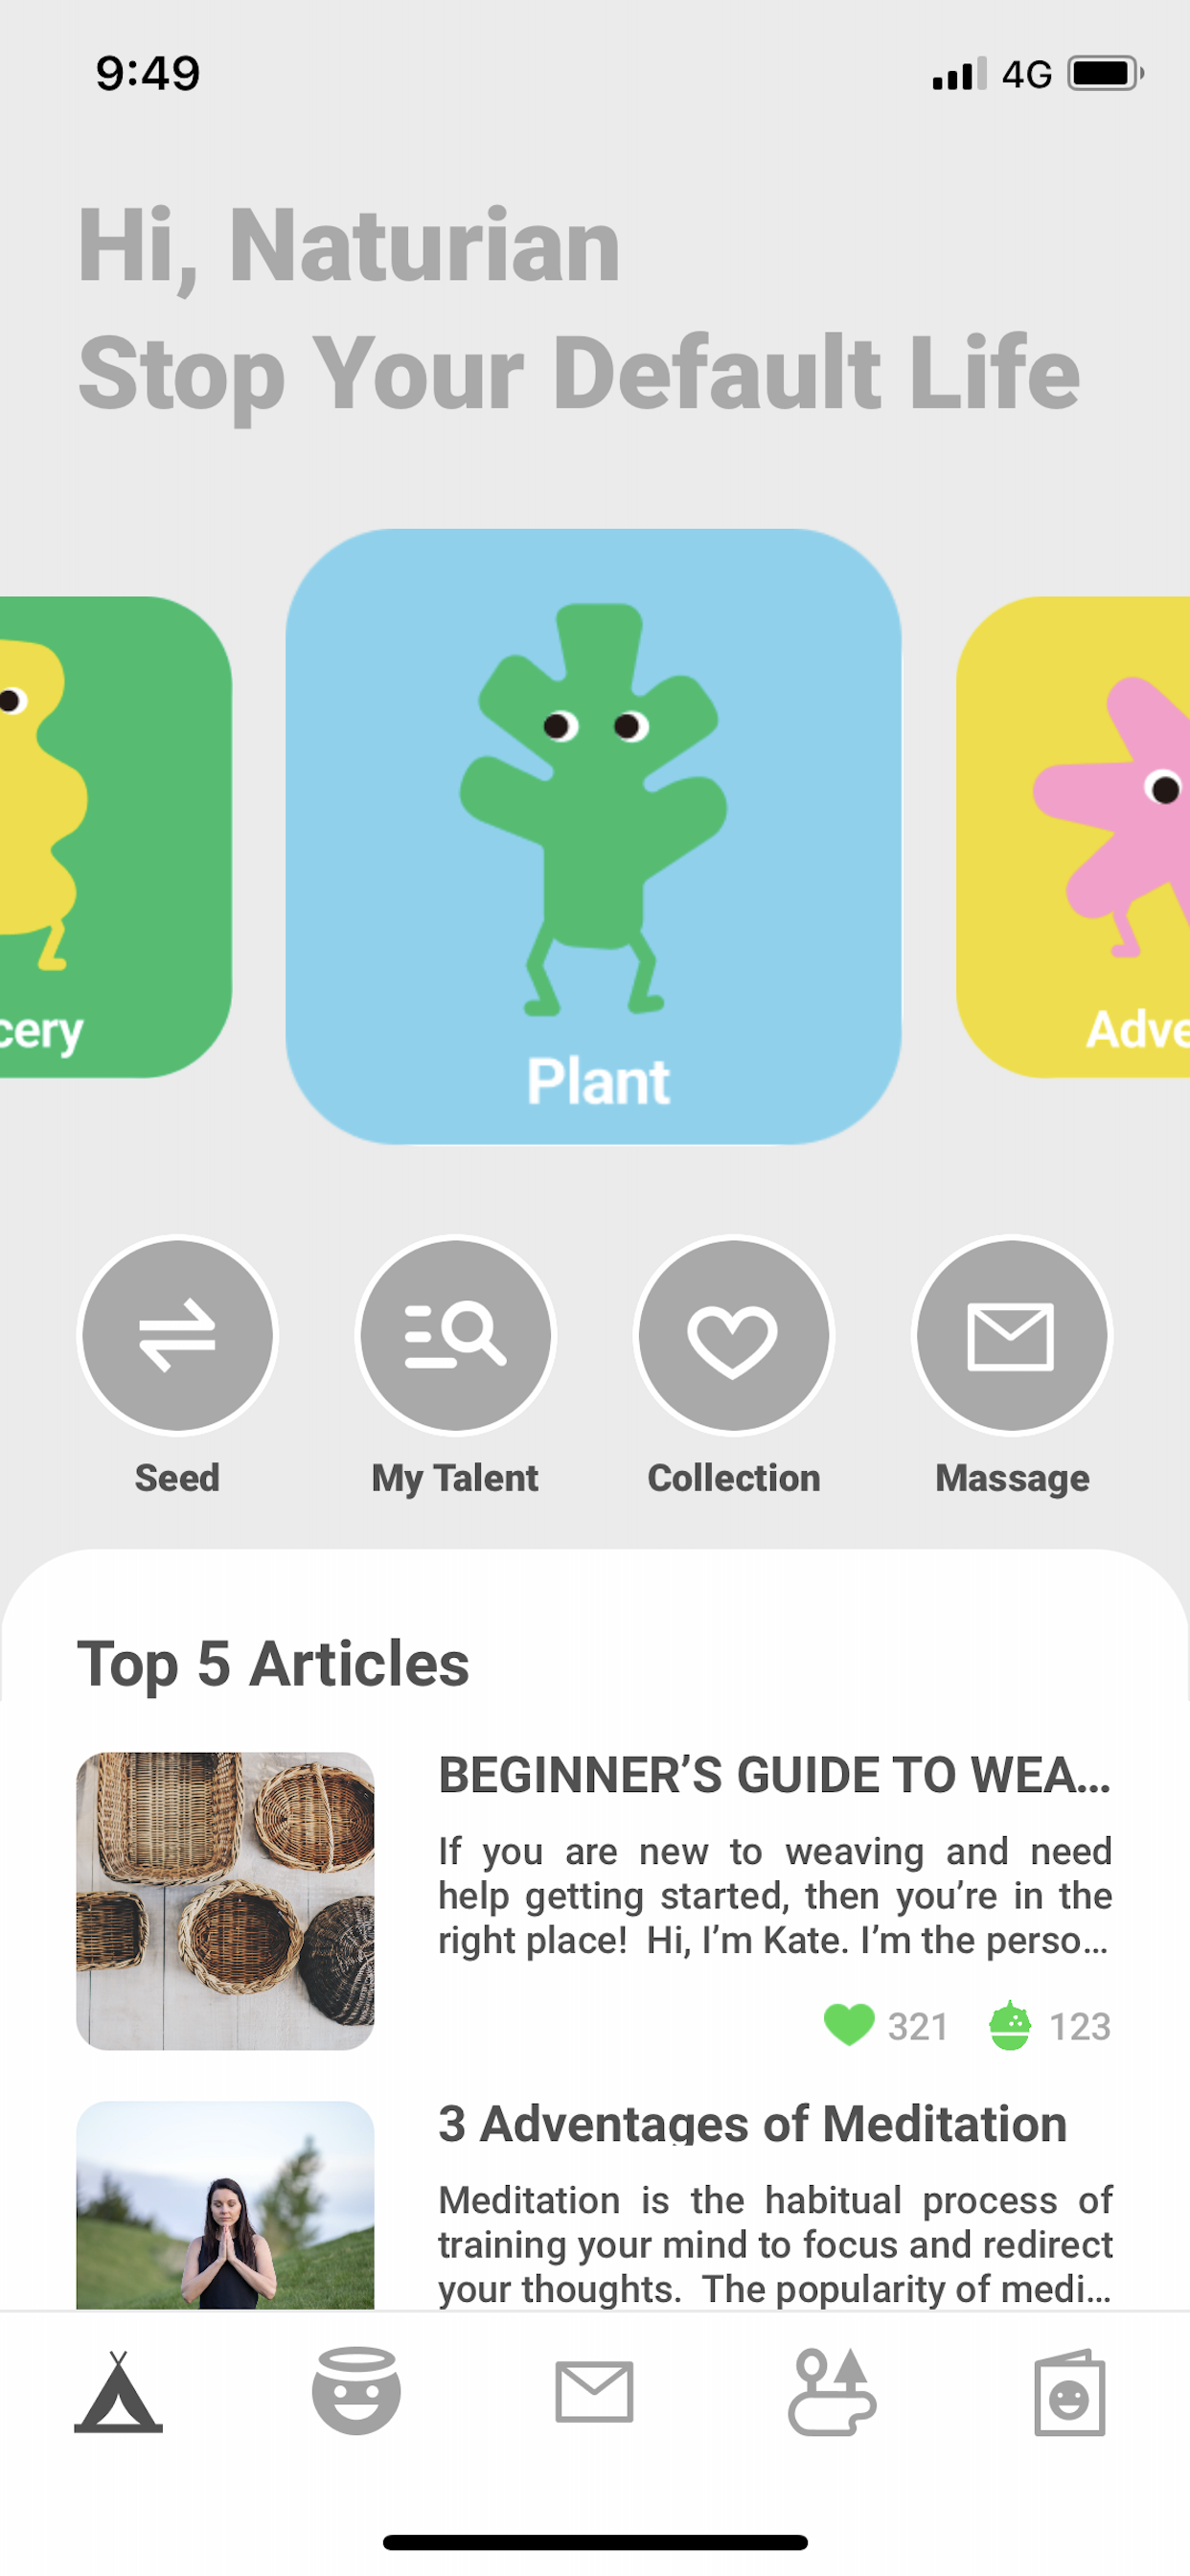 9:49
4G
Hi, Naturian
Stop Your Default Life
cery
Plant
Adve
Seed
My Talent
Collection
Massage
Top 5 Articles
BEGINNER’S GUIDE TO WEA...
If you are new to weaving and need
help getting started, then you’re in the
right place! Hi, I’m Kate. I’m the perso...
321
123
3 Adventages of Meditation
Meditation is the habitual process of
training your mind to focus and redirect
your thoughts. The popularity of medi...